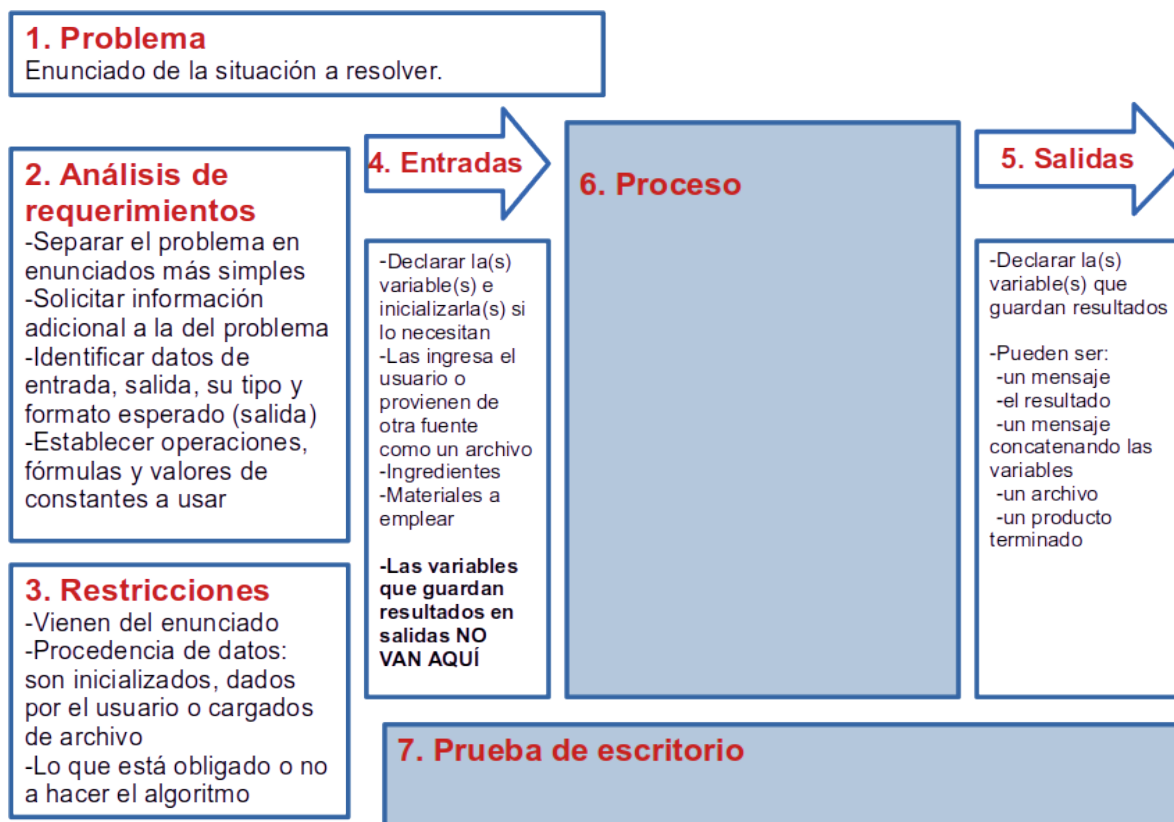 1. Problema
Enunciado de la situación a resolver.
2. Análisis de
requerimientos
-Separar el problema en
enunciados más simples
-Solicitar información
adicional a la del problema
-Identificar datos de
entrada, salida, su tipo y
formato esperado (salida)
-Establecer operaciones,
fórmulas y valores de
constantes a usar
3. Restricciones
-Vienen del enunciado
-Procedencia de datos:
son inicializados, dados
por el usuario o cargados
de archivo
-Lo que está obligado o no
a hacer el algoritmo
4. Entradas
-Declarar la(s)
variable(s) e
inicializarla(s) si
lo necesitan
-Las ingresa el
usuario o
provienen de
otra fuente
como un archivo
-Ingredientes
-Materiales a
emplear
-Las variables
que guardan
resultados en
salidas NO
VAN AQUÍ
6. Proceso
5. Salidas
-Declarar la(s)
variable(s) que
guardan resultados
-Pueden ser:
-un mensaje
-el resultado
-un mensaje
concatenando las
variables
-un archivo
-un producto
terminado
7. Prueba de escritorio